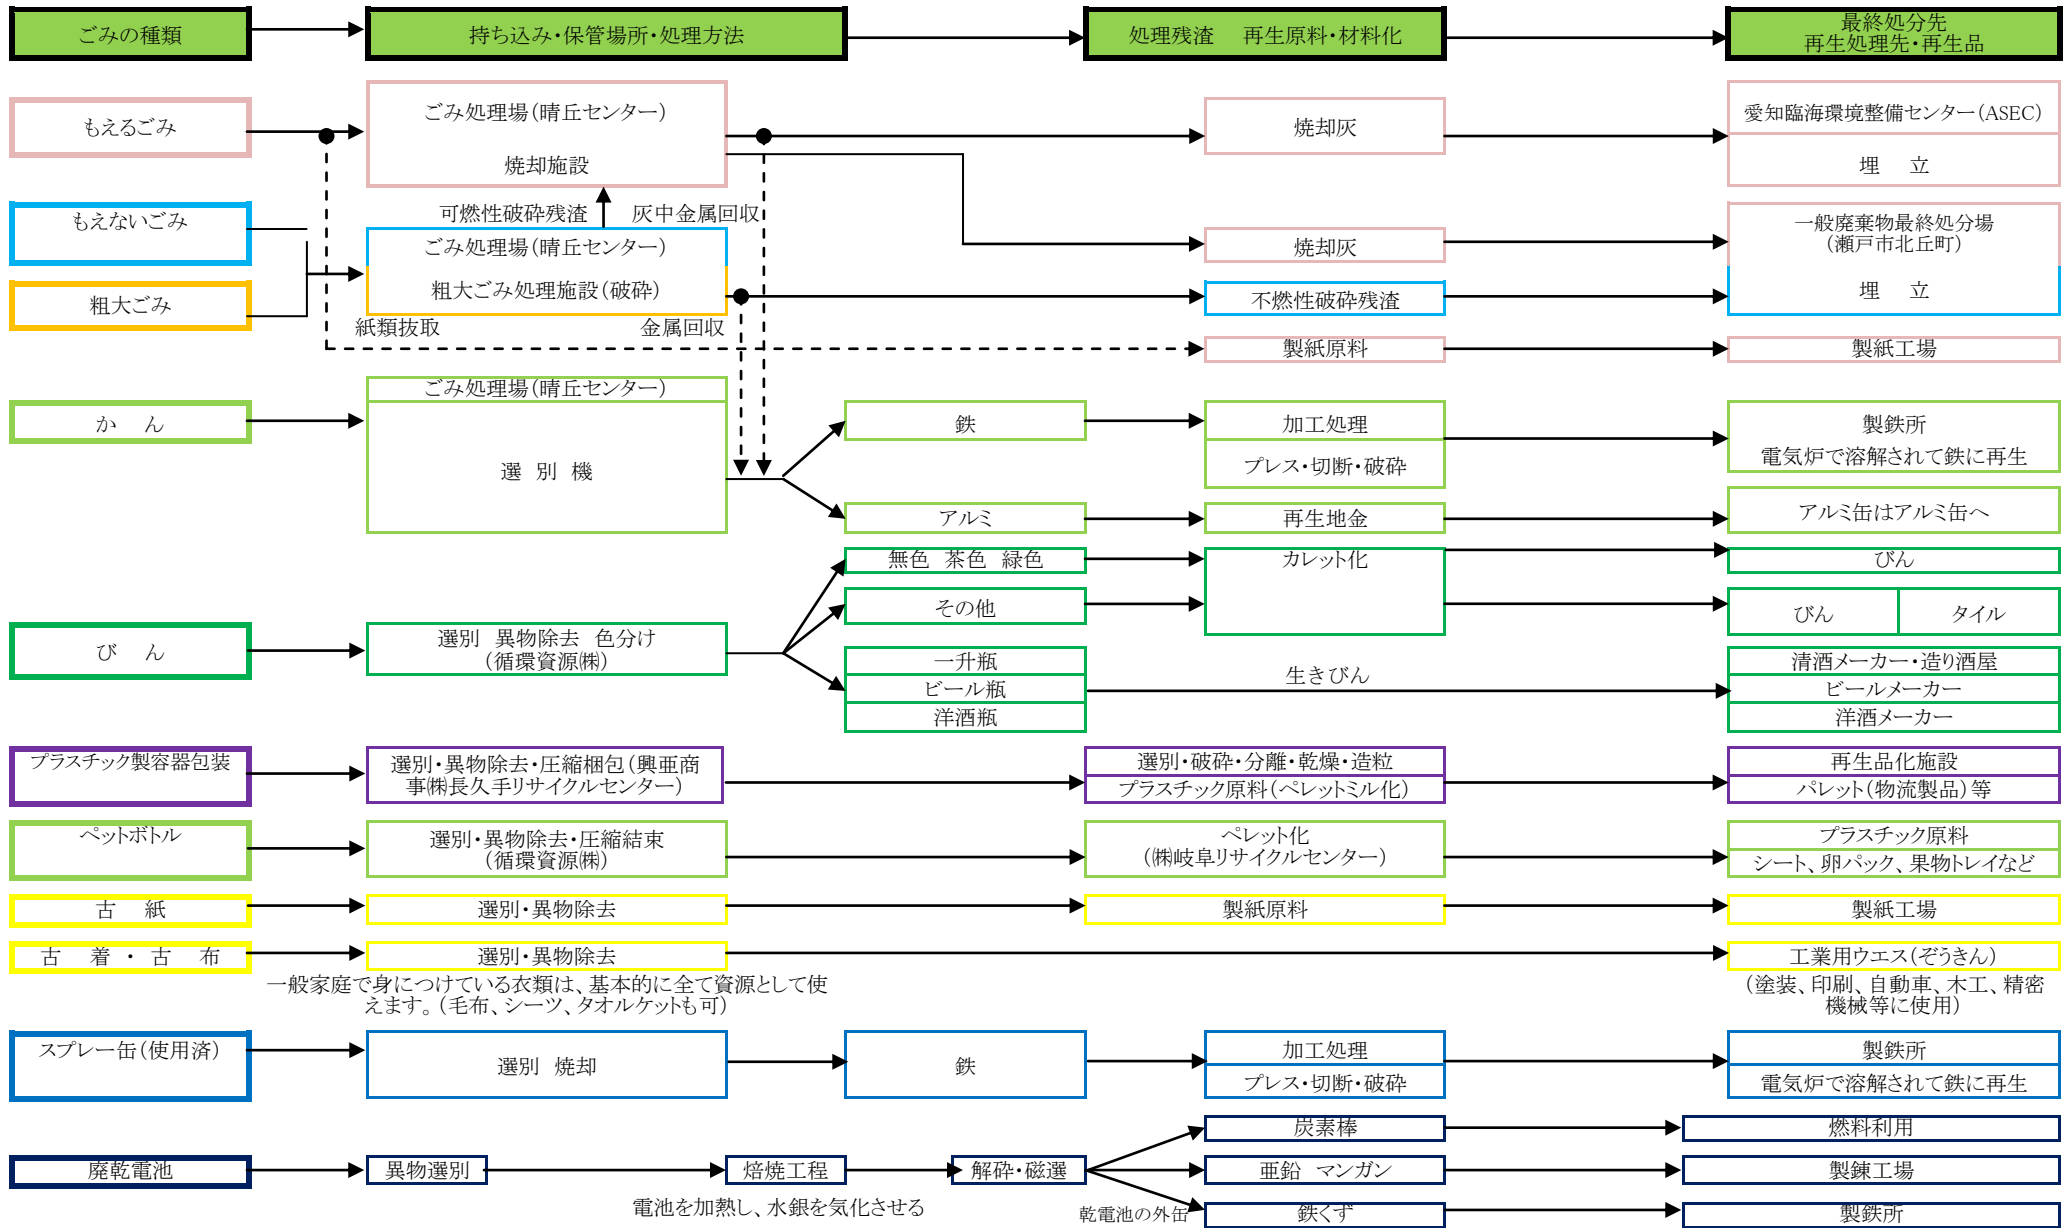 ごみの種類
持ち込み・保管場所・処理方法
処理残渣　再生原料・材料化
最終処分先
再生処理先・再生品
もえるごみ
ごみ処理場（晴丘センター）
焼却施設
焼却灰
愛知臨海環境整備センター（ASEC）
埋　立
可燃性破砕残渣
灰中金属回収
もえないごみ
粗大ごみ
ごみ処理場（晴丘センター）
粗大ごみ処理施設（破砕）
焼却灰
不燃性破砕残渣
一般廃棄物最終処分場
（瀬戸市北丘町）
埋　立
紙類抜取
金属回収
製紙原料
製紙工場
か　ん
ごみ処理場（晴丘センター）
選　別　機
鉄
加工処理
プレス・切断・破砕
製鉄所
電気炉で溶解されて鉄に再生
アルミ
再生地金
アルミ缶はアルミ缶へ
び　ん
選別　異物除去　色分け
（循環資源㈱）
無色　茶色　緑色
その他
カレット化
びん
びん
タイル
一升瓶
ビール瓶
洋酒瓶
生きびん
清酒メーカー・造り酒屋
ビールメーカー
洋酒メーカー
プラスチック製容器包装
選別・異物除去・圧縮梱包（興亜商
事㈱長久手リサイクルセンター）
選別・破砕・分離・乾燥・造粒
プラスチック原料（ペレットミル化）
再生品化施設
パレット（物流製品）等
ペットボトル
選別・異物除去・圧縮結束
（循環資源㈱）
ペレット化
（㈱岐阜リサイクルセンター）
プラスチック原料
シート、卵パック、果物トレイなど
古　紙
選別・異物除去
製紙原料
製紙工場
古　着　・　古　布
選別・異物除去
工業用ウエス（ぞうきん）
一般家庭で身につけている衣類は、基本的に全て資源として使
えます。（毛布、シーツ、タオルケットも可）
（塗装、印刷、自動車、木工、精密
機械等に使用）
スプレー缶（使用済）
選別　焼却
鉄
加工処理
プレス・切断・破砕
製鉄所
電気炉で溶解されて鉄に再生
廃乾電池
異物選別
焙焼工程
解砕・磁選
電池を加熱し、水銀を気化させる
炭素棒
燃料利用
亜鉛　マンガン
製錬工場
乾電池の外缶
鉄くず
製鉄所